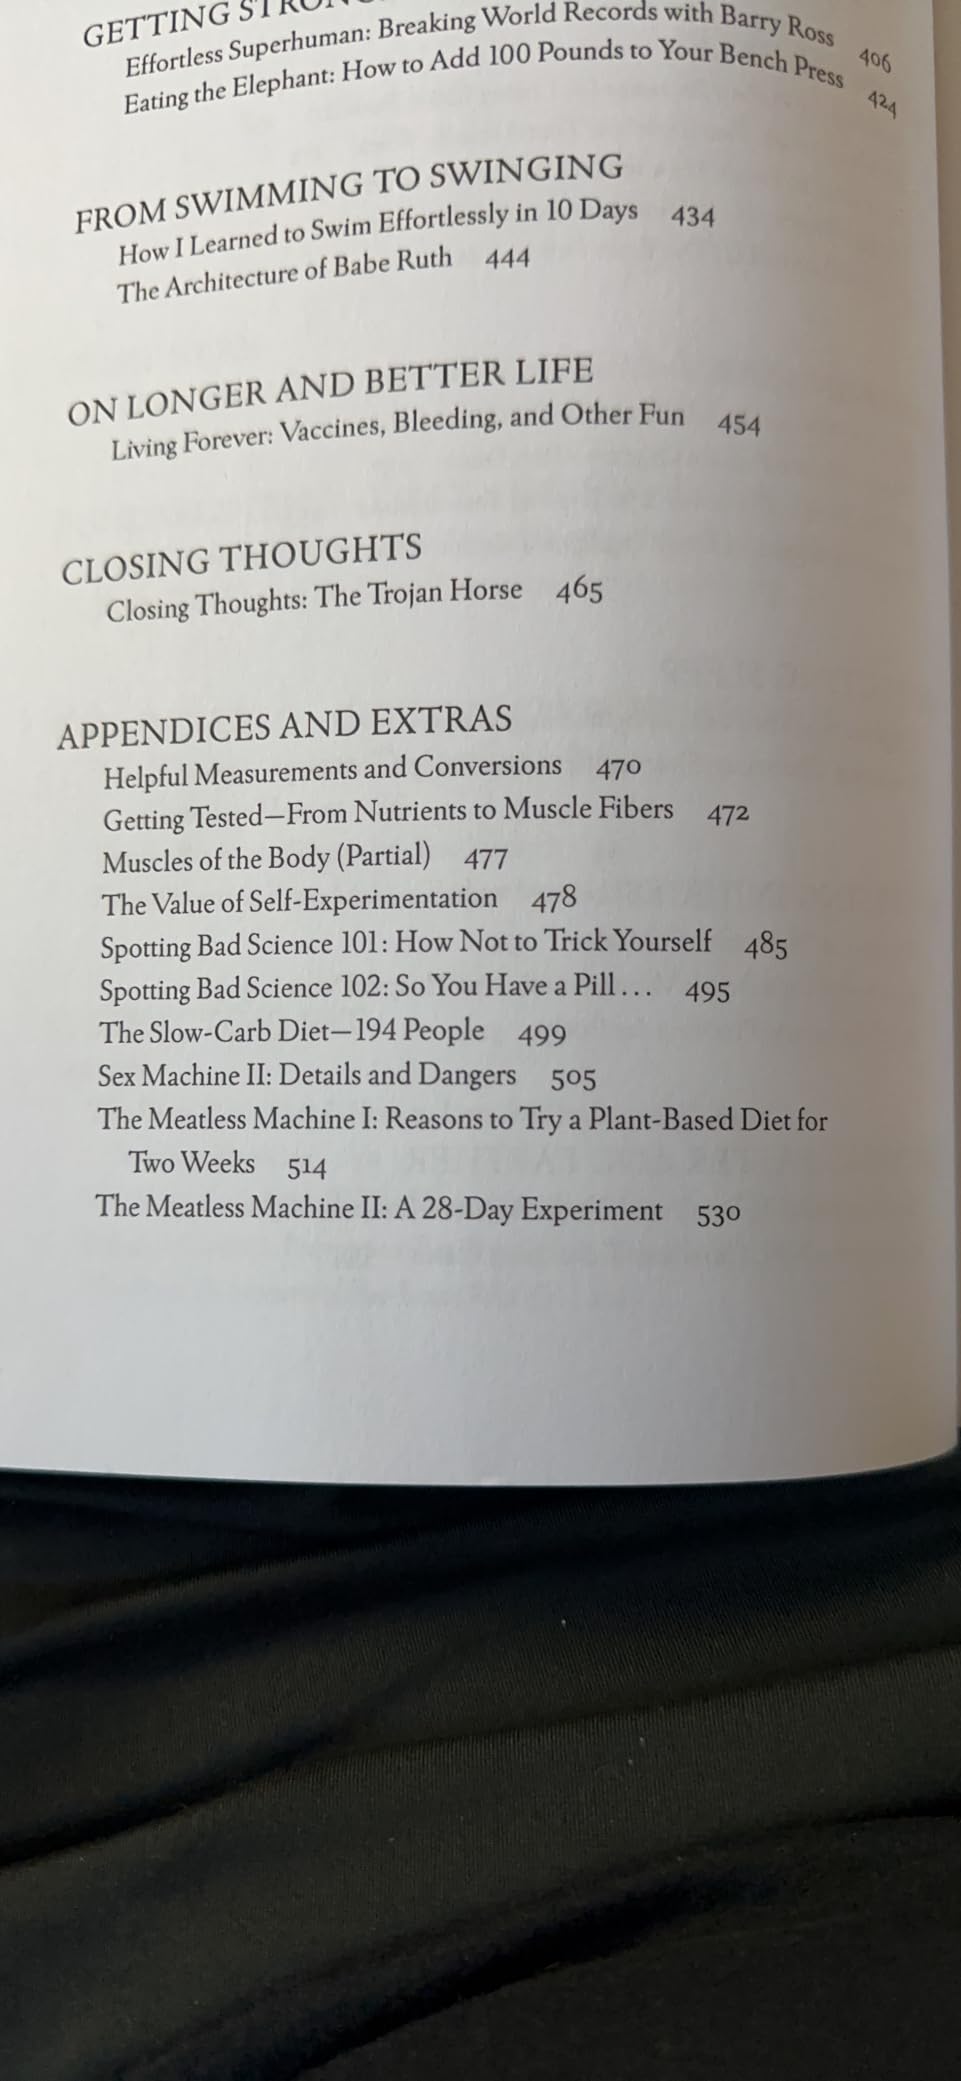 GETTING STRON
Effortless Superhuman: Breaking World Records with Barry Ross 406
Eating the Elephant: How to Add 100 Pounds to Your Bench Press 424
FROM SWIMMING TO SWINGING
How I Learned to Swim Effortlessly in 10 Days 434
The Architecture of Babe Ruth 444
ON LONGER AND BETTER LIFE
Living Forever: Vaccines, Bleeding, and Other Fun 454
CLOSING THOUGHTS
Closing Thoughts: The Trojan Horse 465
APPENDICES AND EXTRAS
Helpful Measurements and Conversions 470
Getting Tested—From Nutrients to Muscle Fibers 472
Muscles of the Body (Partial) 477
The Value of Self-Experimentation 478
Spotting Bad Science 101: How Not to Trick Yourself 485
Spotting Bad Science 102: So You Have a Pill . . . 495
The Slow-Carb Diet—194 People 499
Sex Machine II: Details and Dangers 505
The Meatless Machine I: Reasons to Try a Plant-Based Diet for
Two Weeks 514
The Meatless Machine II: A 28-Day Experiment 530